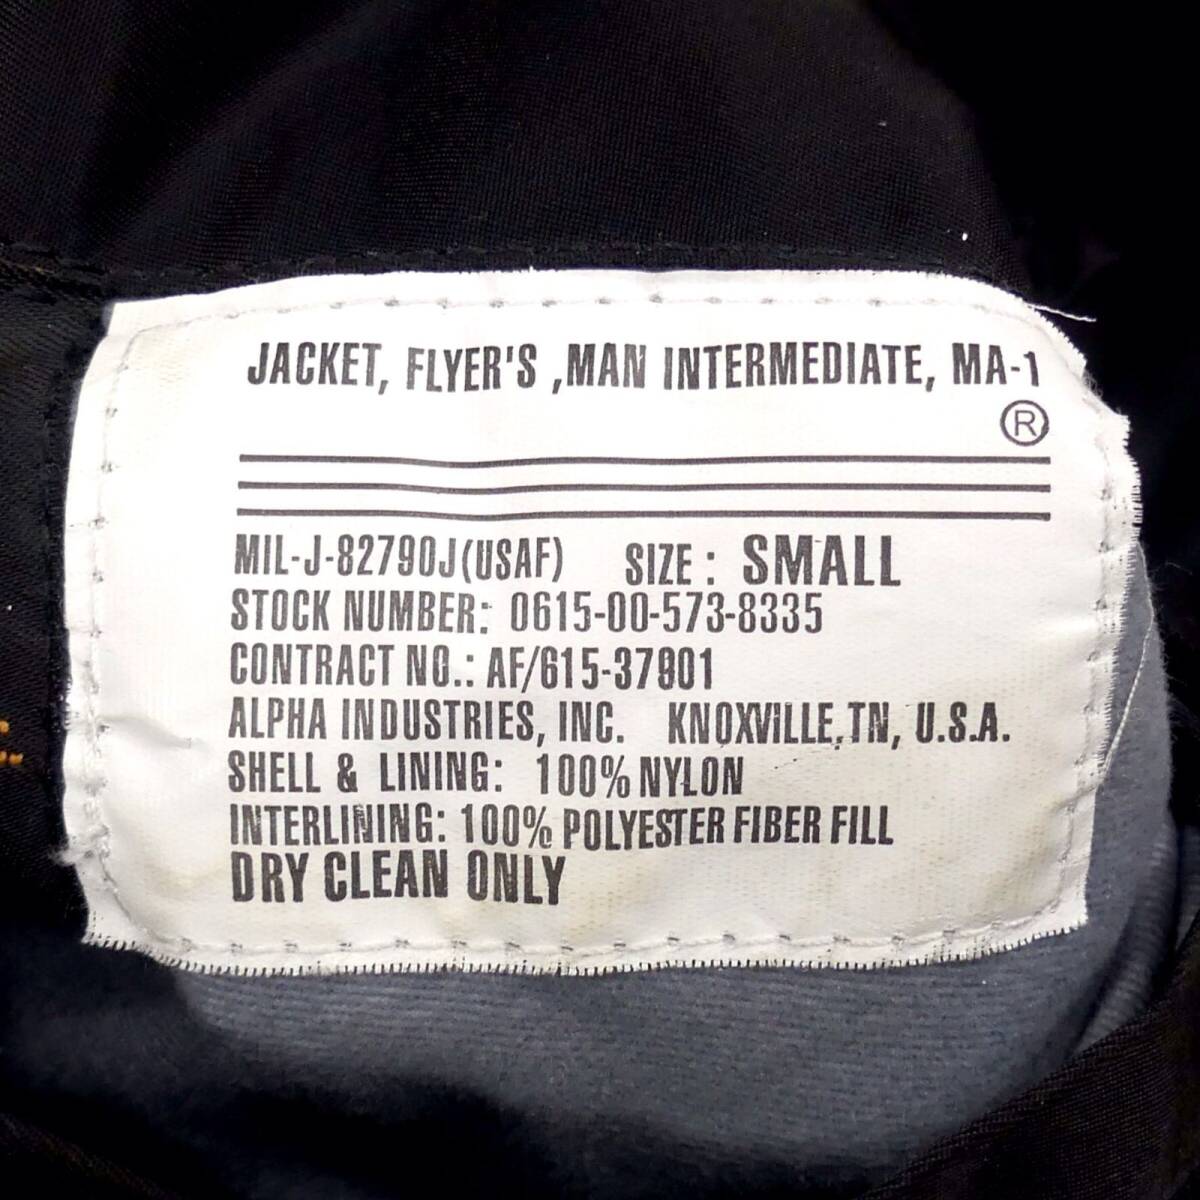 JACKET, FLYER'S ,MAN INTERMEDIATE, MA-1
®
MIL-J-82790J(USAF) SIZE: SMALL
STOCK NUMBER: 0615-00-573-8335
CONTRACT NO.: AF/615-37901
ALPHA INDUSTRIES, INC. KNOXVILLE, TN, U.S.A.
SHELL & LINING: 100% NYLON
INTERLINING: 100% POLYESTER FIBER FILL
DRY CLEAN ONLY